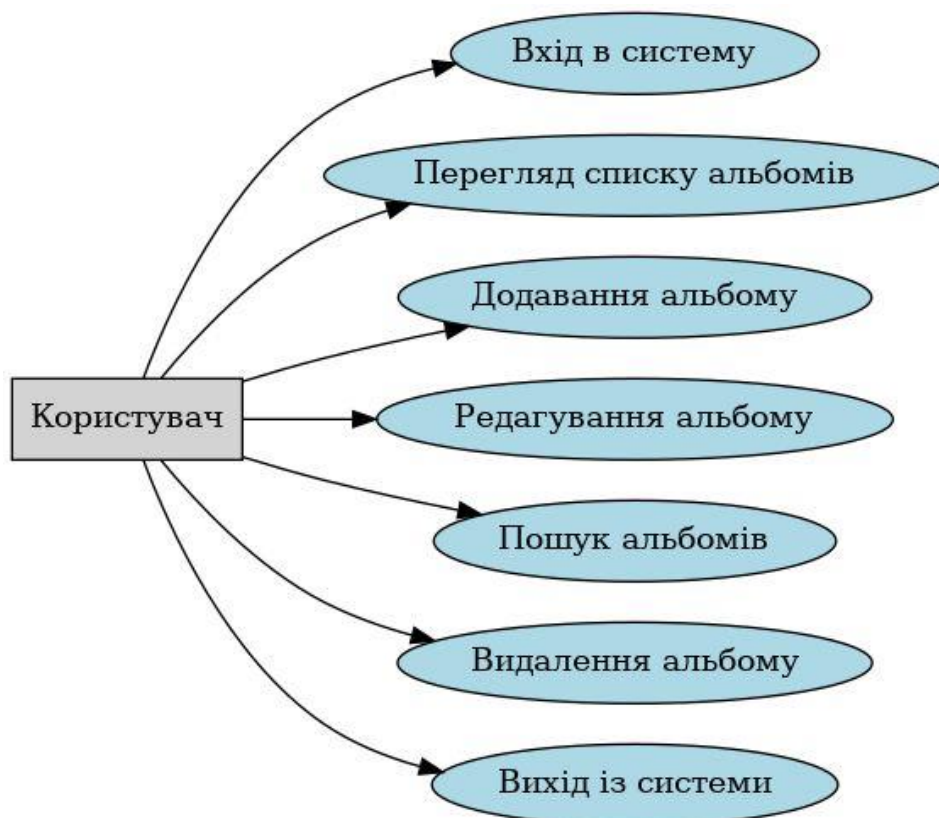 Вхід в систему
Перегляд списку альбомів
Додавання альбому
Користувач
Редагування альбому
Пошук альбомів
Видалення альбому
Вихід із системи